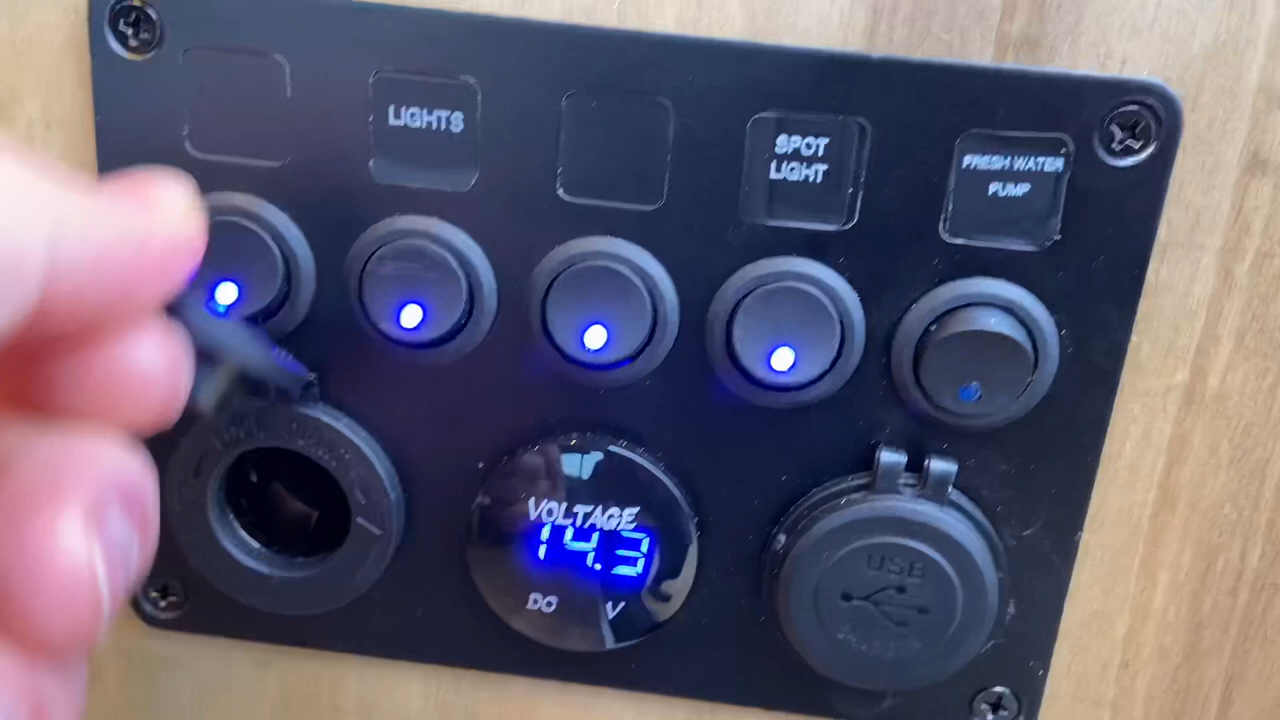 LIGHTS
SPOT
LIGHT
FRESH WATER
PUMP
VOLTAGE
14.3
DC V
USB